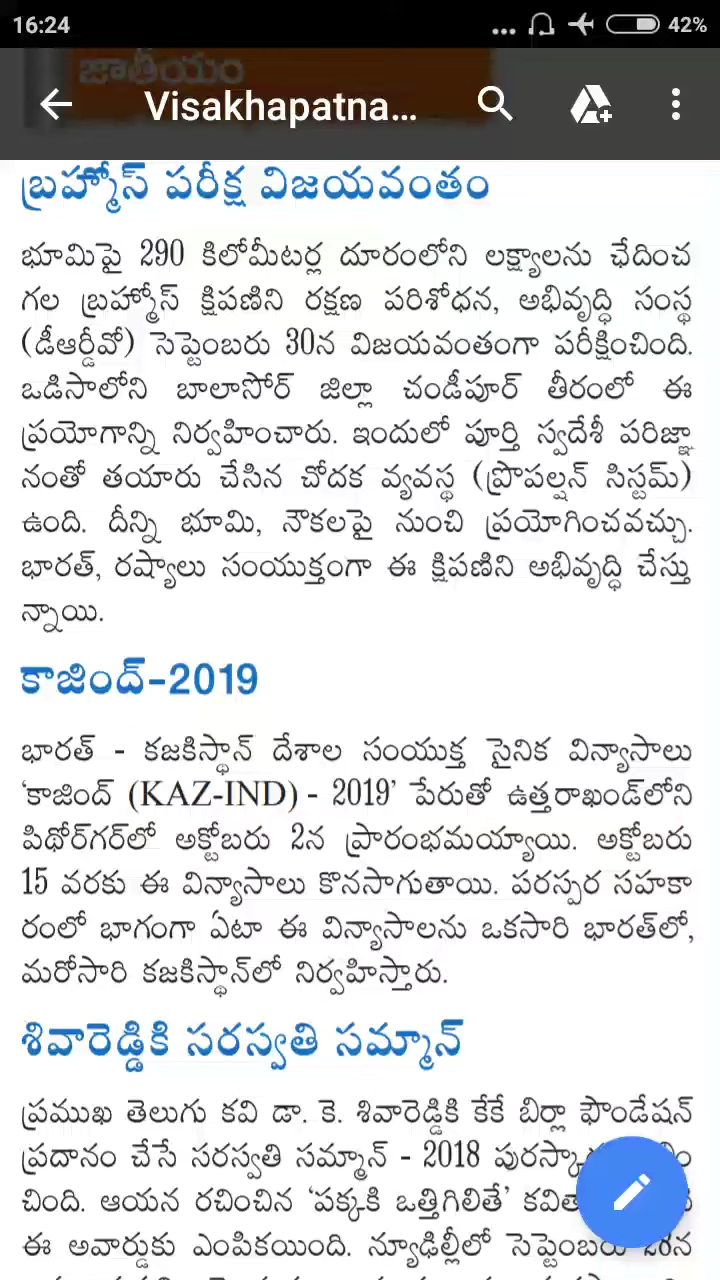 16:24
42%
జాతీయం
Visakhapatna...
బ్రహ్మోస్ పరీక్ష విజయవంతం
భూమిపై 290 కిలోమీటర్ల దూరంలోని లక్ష్యాలను ఛేదించ
గల బ్రహ్మోస్ క్షిపణిని రక్షణ పరిశోధన, అభివృద్ధి సంస్థ
(డీఆర్డీవో) సెప్టెంబరు 30న విజయవంతంగా పరీక్షించింది.
ఒడిసాలోని బాలాసోర్ జిల్లా చండీపూర్ తీరంలో ఈ
ప్రయోగాన్ని నిర్వహించారు. ఇందులో పూర్తి స్వదేశీ పరిజ్ఞా
నంతో తయారు చేసిన చోదక వ్యవస్థ (ప్రొపల్షన్ సిస్టమ్)
ఉంది. దీన్ని భూమి, నౌకలపై నుంచి ప్రయోగించవచ్చు.
భారత్, రష్యాలు సంయుక్తంగా ఈ క్షిపణిని అభివృద్ధి చేస్తు
న్నాయి.
కాజింద్-2019
భారత్ - కజకిస్థాన్ దేశాల సంయుక్త సైనిక విన్యాసాలు
'కాజింద్ (KAZ-IND) - 2019' పేరుతో ఉత్తరాఖండ్‌లోని
పిథోర్‌గర్‌లో అక్టోబరు 2న ప్రారంభమయ్యాయి. అక్టోబరు
15 వరకు ఈ విన్యాసాలు కొనసాగుతాయి. పరస్పర సహకా
రంలో భాగంగా ఏటా ఈ విన్యాసాలను ఒకసారి భారత్‌లో,
మరోసారి కజకిస్థాన్‌లో నిర్వహిస్తారు.
శివారెడ్డికి సరస్వతి సమ్మాన్
ప్రముఖ తెలుగు కవి డా. కె. శివారెడ్డికి కేకే బిర్లా ఫౌండేషన్
ప్రదానం చేసే సరస్వతి సమ్మాన్ - 2018
చింది. ఆయన రచించిన 'పక్కకి ఒత్తిగిలితే'
ఈ అవార్డుకు ఎంపికయింది. న్యూఢిల్లీలో సెప్టెంబరు